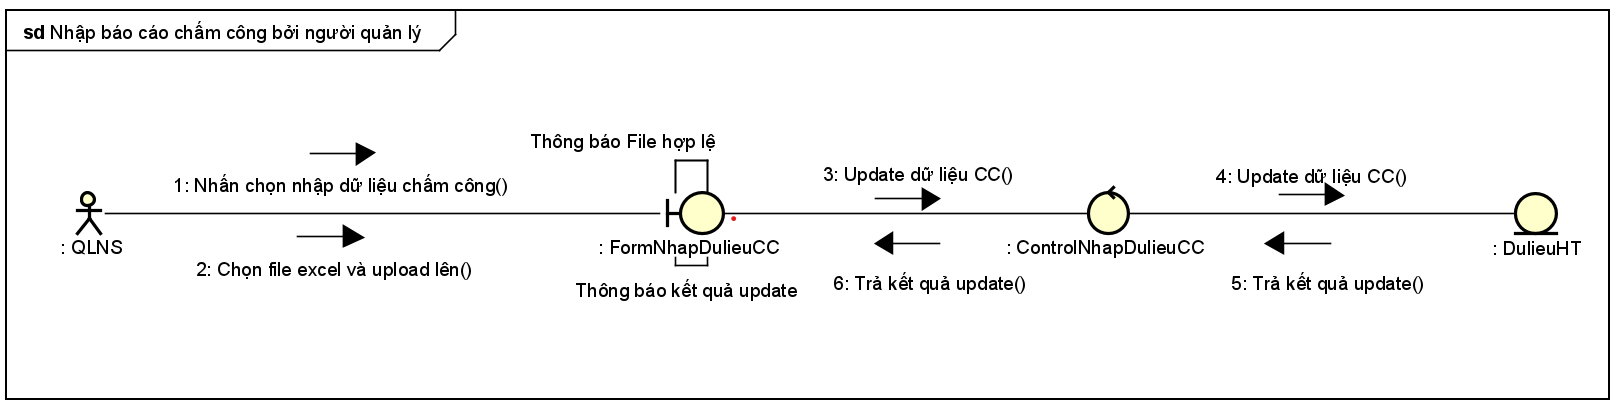 sd Nhập báo cáo chấm công bởi người quản lý
Thông báo File hợp lệ
1: Nhấn chọn nhập dữ liệu chấm công()
3: Update dữ liệu CC()
4: Update dữ liệu CC()
: QLNS
: FormNhapDulieuCC
: ControlNhapDulieuCC
: DulieuHT
2: Chọn file excel và upload lên()
Thông báo kết quả update
6: Trả kết quả update()
5: Trả kết quả update()